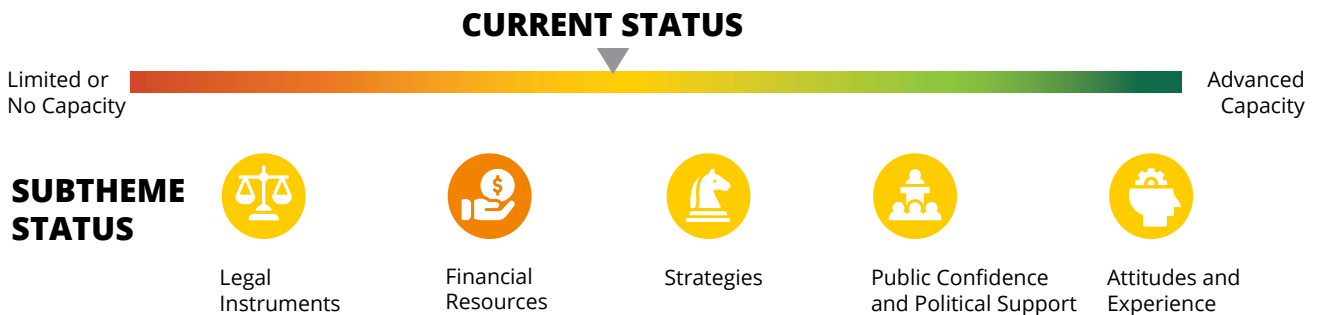 CURRENT STATUS
Limited or
No Capacity
Advanced
Capacity
SUBTHEME
STATUS
$
Legal
Instruments
Financial
Resources
Strategies
Public Confidence
and Political Support
Attitudes and
Experience